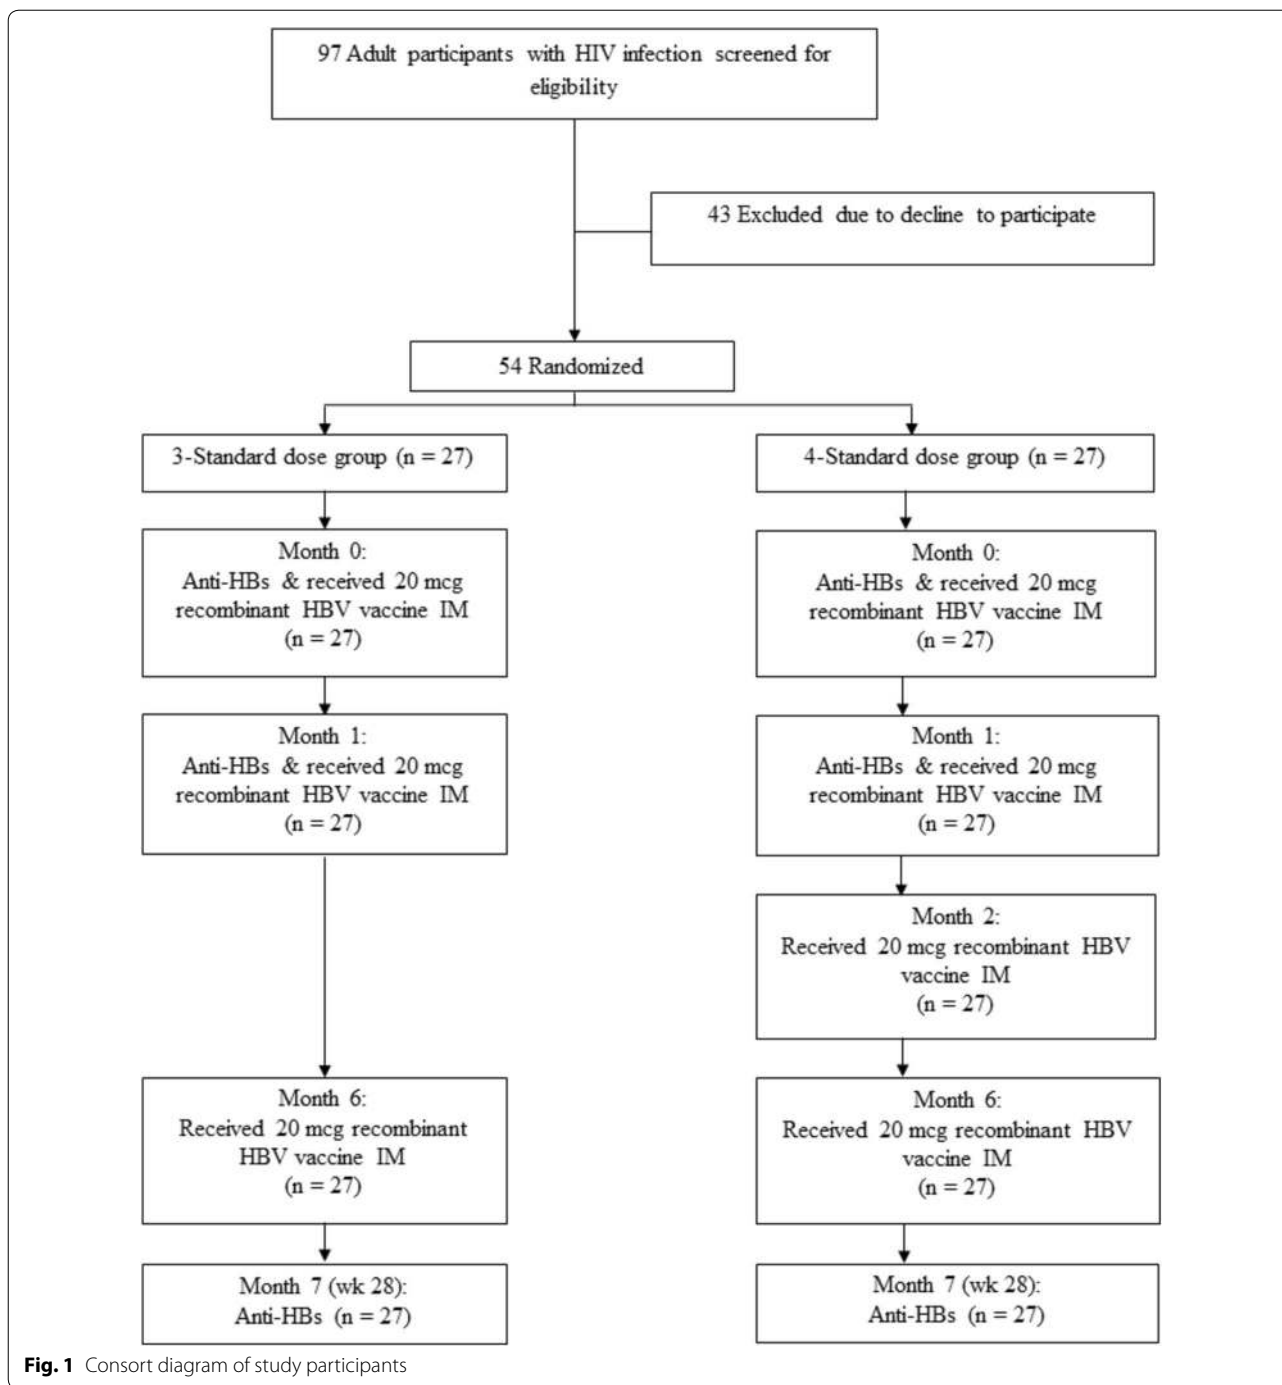 97 Adult participants with HIV infection screened for
eligibility
43 Excluded due to decline to participate
54 Randomized
3-Standard dose group (n = 27)
4-Standard dose group (n = 27)
Month 0:
Anti-HBs & received 20 mcg
recombinant HBV vaccine IM
(n = 27)
Month 0:
Anti-HBs & received 20 mcg
recombinant HBV vaccine IM
(n = 27)
Month 1:
Anti-HBs & received 20 mcg
recombinant HBV vaccine IM
(n = 27)
Month 1:
Anti-HBs & received 20 mcg
recombinant HBV vaccine IM
(n = 27)
Month 2:
Received 20 mcg recombinant HBV
vaccine IM
(n = 27)
Month 6:
Received 20 mcg recombinant
HBV vaccine IM
(n = 27)
Month 6:
Received 20 mcg recombinant HBV
vaccine IM
(n = 27)
Month 7 (wk 28):
Anti-HBs (n = 27)
Month 7 (wk 28):
Anti-HBs (n = 27)
Fig. 1 Consort diagram of study participants